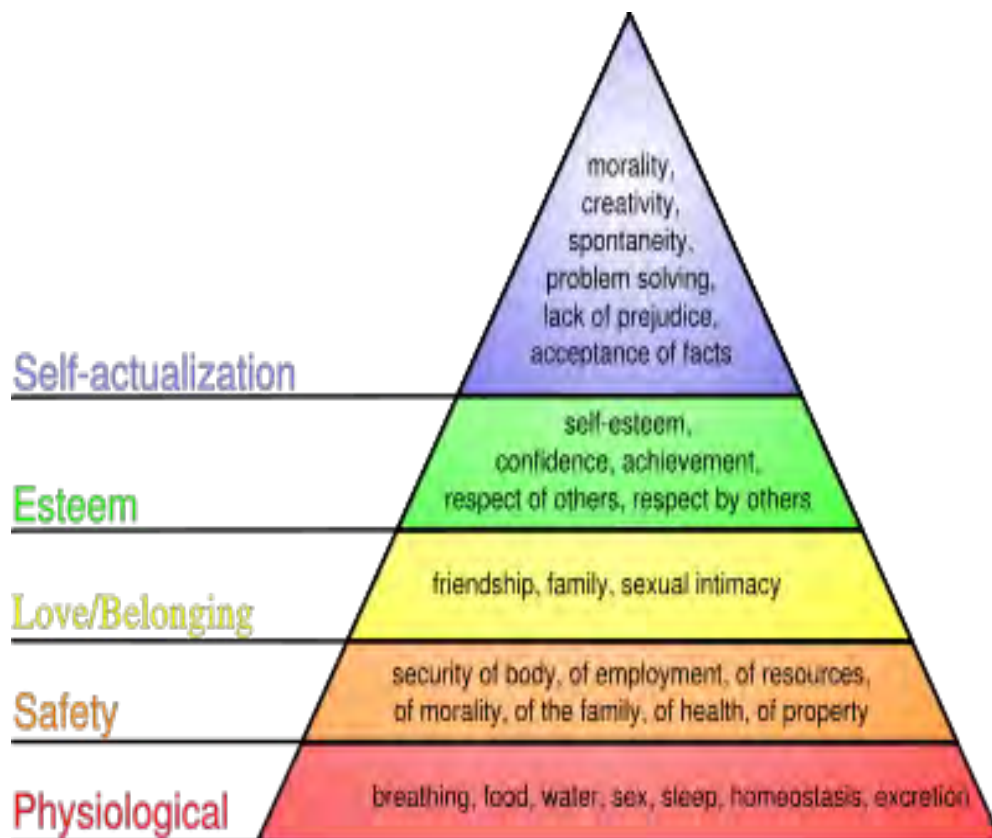 morality,
creativity,
spontaneity,
problem solving,
lack of prejudice,
acceptance of facts
Self-actualization
self-esteem,
confidence, achievement,
respect of others, respect by others
Esteem
friendship, family, sexual intimacy
Love/Belonging
security of body, of employment, of resources,
of morality, of the family, of health, of property
Safety
breathing, food, water, sex, sleep, homeostasis, excretion
Physiological